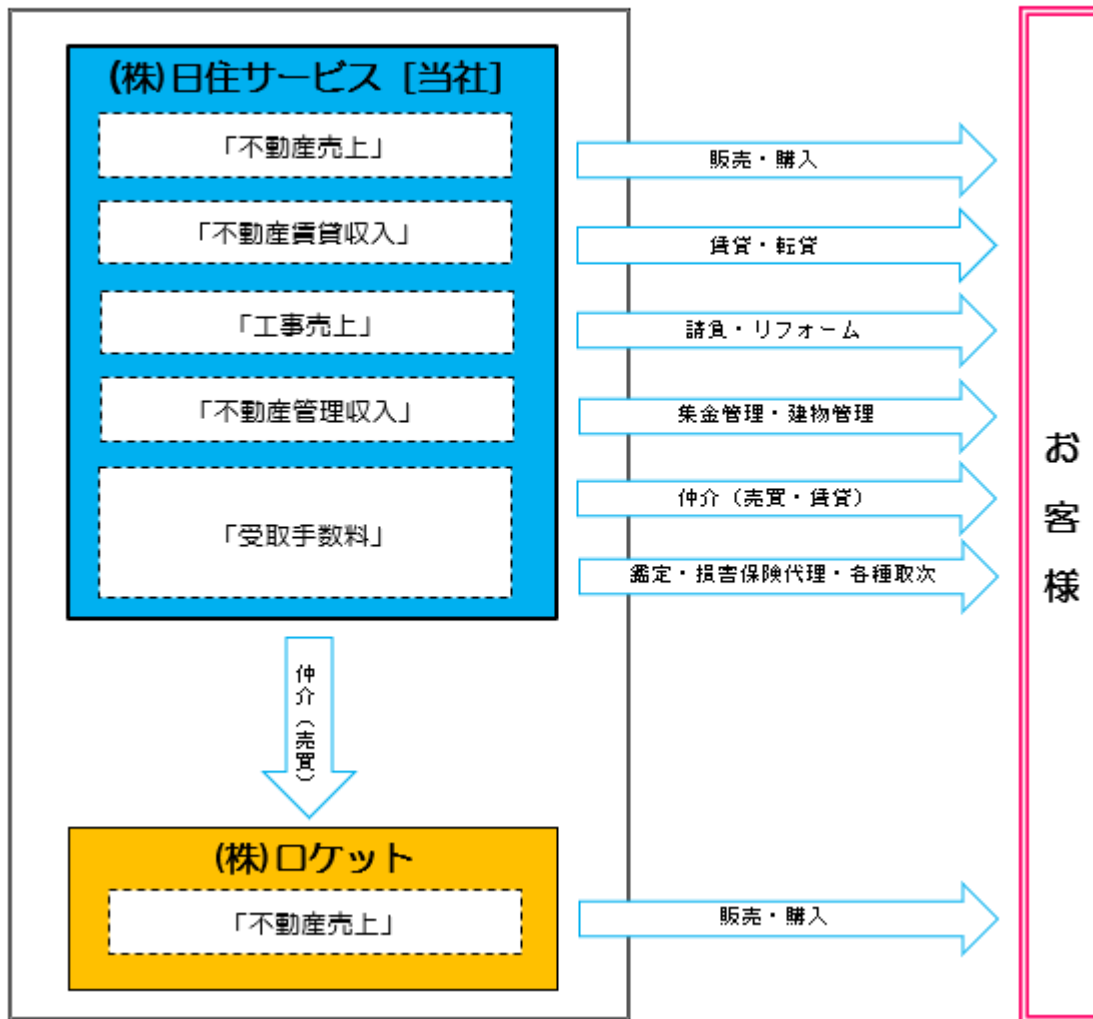 (株)日住サービス［当社］
「不動産売上」
販売・購入
「不動産賃貸収入」
賃貸・転貸
「工事売上」
請負・リフォーム
「不動産管理収入」
集金管理・建物管理
「受取手数料」
仲介（売買・賃貸）
鑑定・損害保険代理・各種取次
仲介（売買）
お客様
(株)ロケット
「不動産売上」
販売・購入